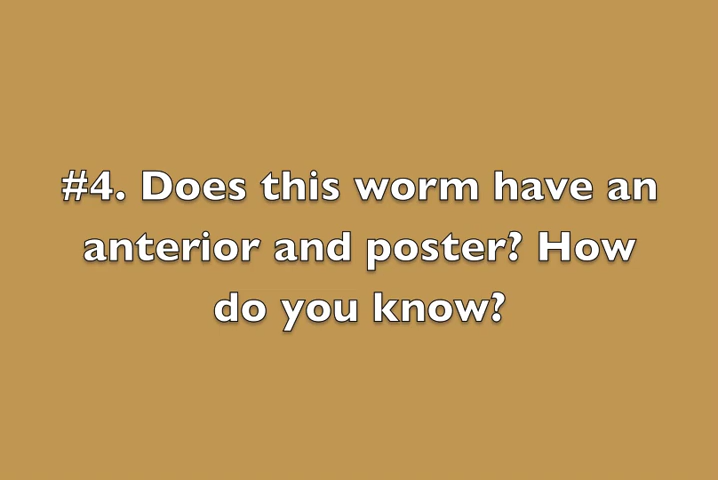 #4. Does this worm have an
anterior and poster? How
do you know?